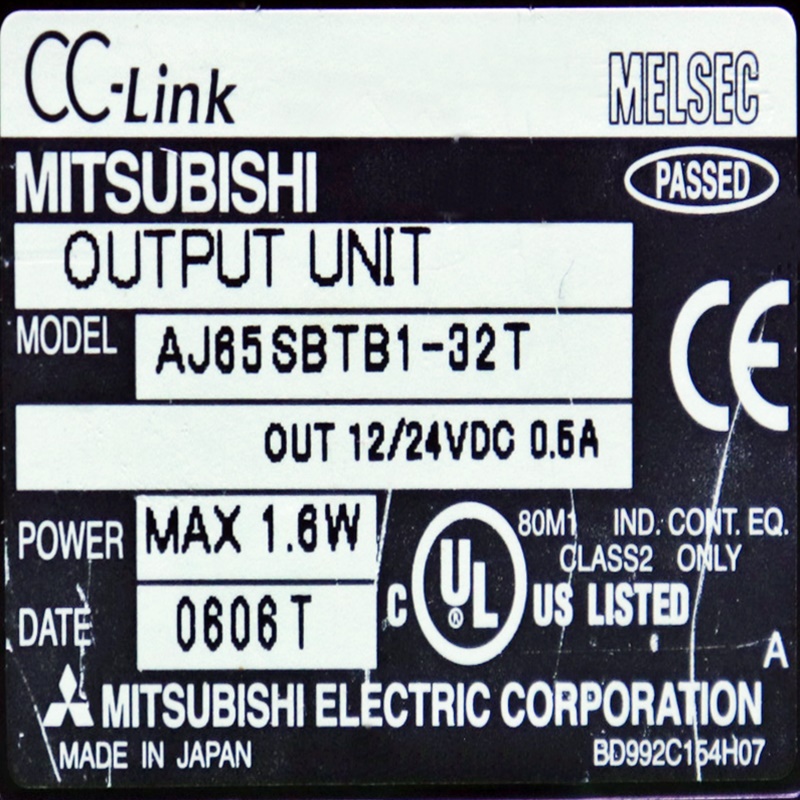 CC-Link MELSEC
MITSUBISHI PASSED
OUTPUT UNIT
MODEL AJ65SBTB1-32T
CE
OUT 12/24VDC 0.5A
POWER MAX 1.6W
80M1 IND. CONT. EQ.
CLASS2 ONLY
C UL® US LISTED
DATE 0606T
A
MITSUBISHI ELECTRIC CORPORATION
MADE IN JAPAN BD992C154H07